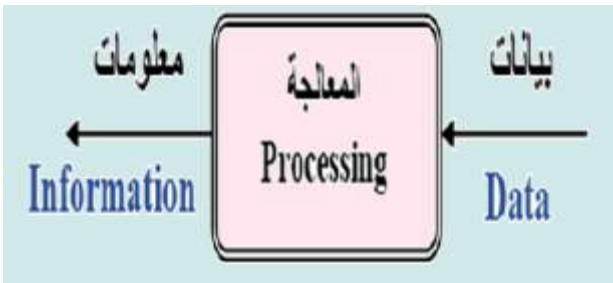 بيانات
Data
المعالجة
Processing
معلومات
Information